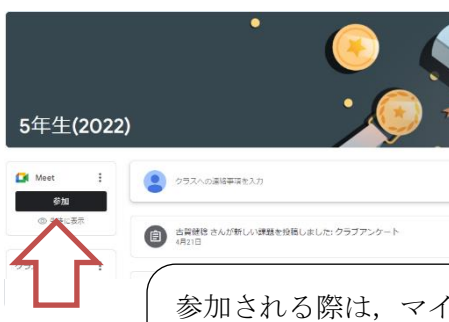 5年生(2022)
Meet
参加
クラスへの連絡事項を入力
古賀健稔 さんが新しい課題を投稿しました: クラブアンケート
4月21日
参加される際は，マイ